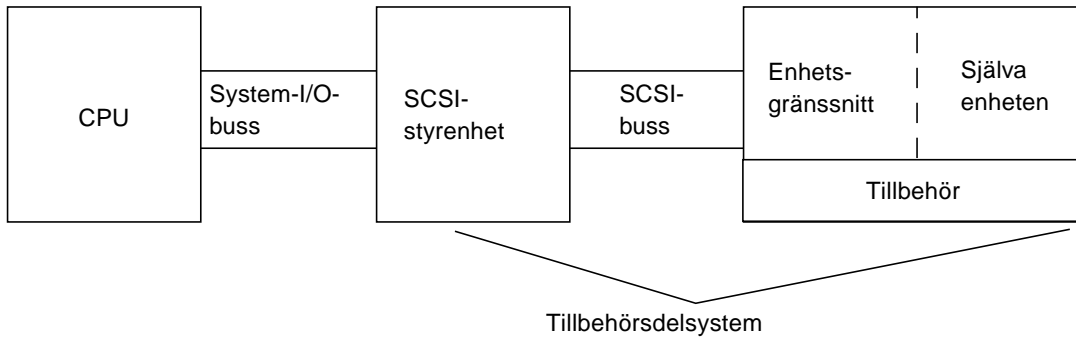 CPU
System-I/O-
buss
SCSI-
styrenhet
SCSI-
buss
Enhets-
gränssnitt
Själva
enheten
Tillbehör
Tillbehörsdelsystem